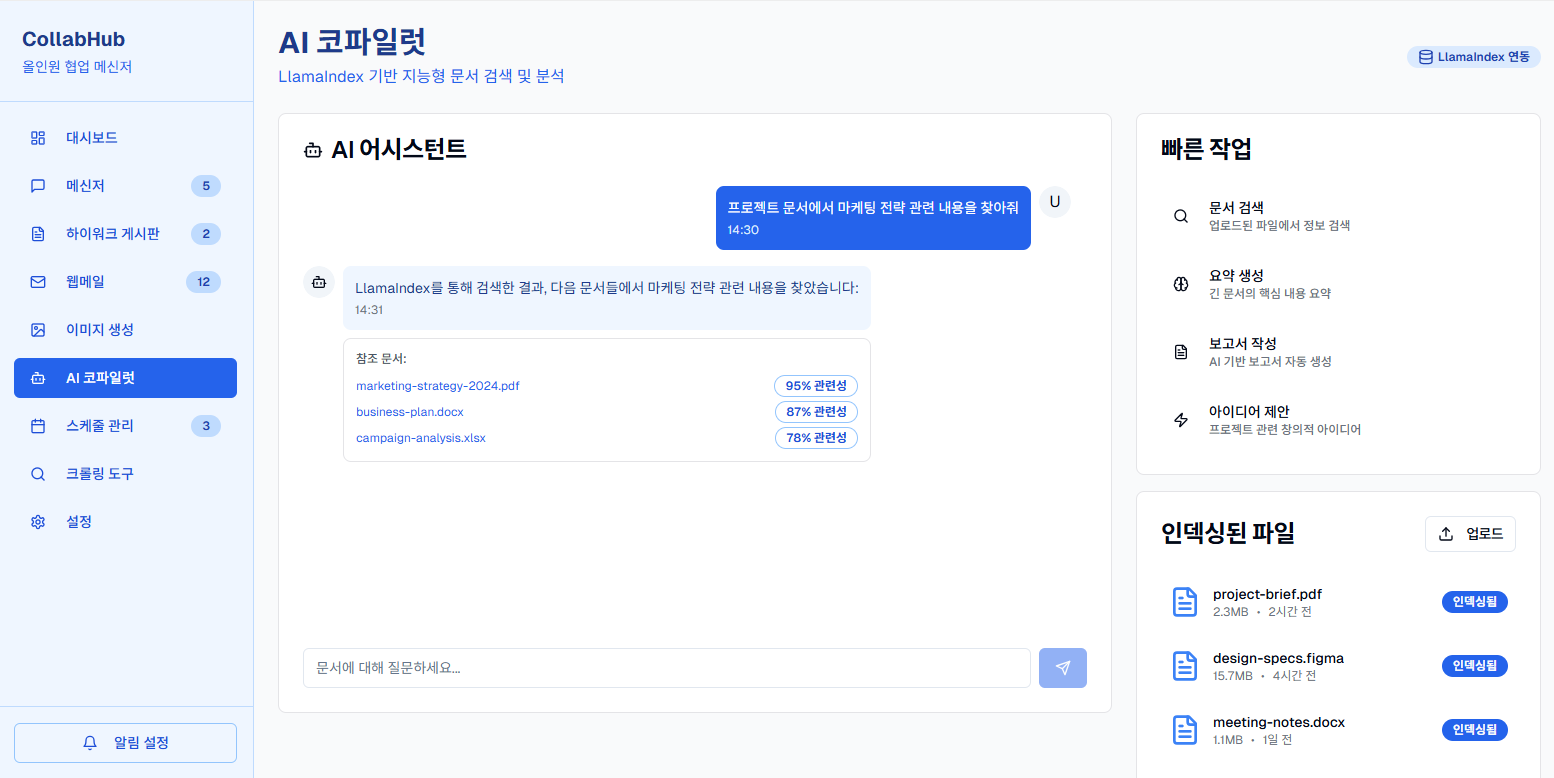 CollabHub
올인원 협업 메신저
대시보드
메신저 5
하이워크 게시판 2
웹메일 12
이미지 생성
AI 코파일럿
스케줄 관리 3
크롤링 도구
설정
알림 설정
AI 코파일럿
LlamaIndex 기반 지능형 문서 검색 및 분석
LlamaIndex 연동
AI 어시스턴트
프로젝트 문서에서 마케팅 전략 관련 내용을 찾아줘
14:30
U
LlamaIndex를 통해 검색한 결과, 다음 문서들에서 마케팅 전략 관련 내용을 찾았습니다:
14:31
참조 문서:
marketing-strategy-2024.pdf 95% 관련성
business-plan.docx 87% 관련성
campaign-analysis.xlsx 78% 관련성
문서에 대해 질문하세요...
빠른 작업
문서 검색
업로드된 파일에서 정보 검색
요약 생성
긴 문서의 핵심 내용 요약
보고서 작성
AI 기반 보고서 자동 생성
아이디어 제안
프로젝트 관련 창의적 아이디어
인덱싱된 파일 업로드
project-brief.pdf
2.3MB • 2시간 전
인덱싱됨
design-specs.figma
15.7MB • 4시간 전
인덱싱됨
meeting-notes.docx
1.1MB • 1일 전
인덱싱됨